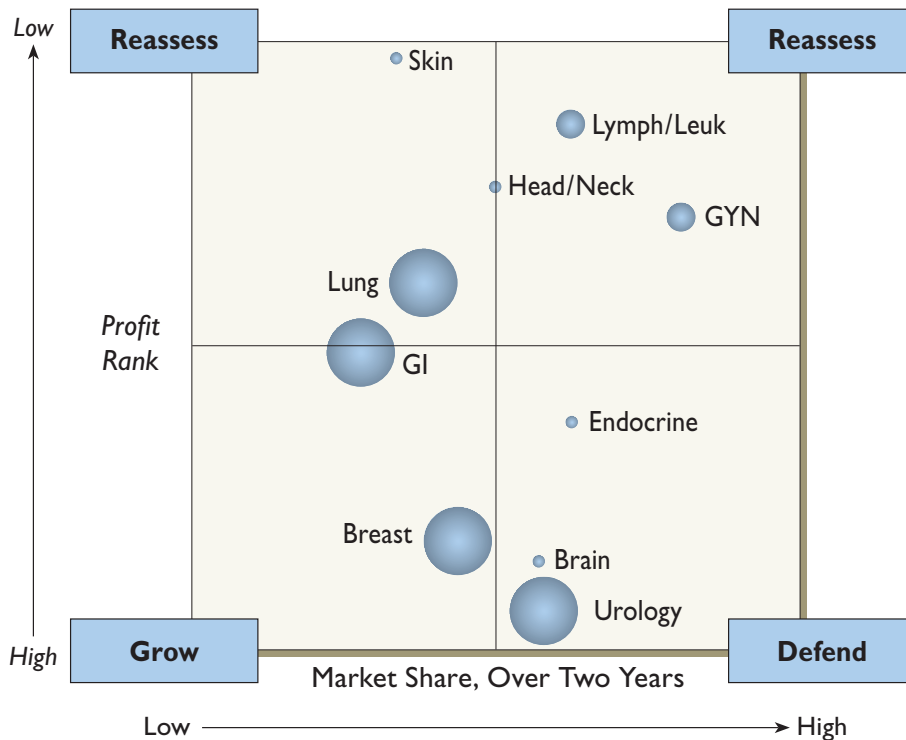 Low
Reassess
Reassess
Skin
Lymph/Leuk
Head/Neck
GYN
Lung
Profit
Rank
GI
Endocrine
Breast
Brain
Urology
High
Grow
Defend
Market Share, Over Two Years
Low
High